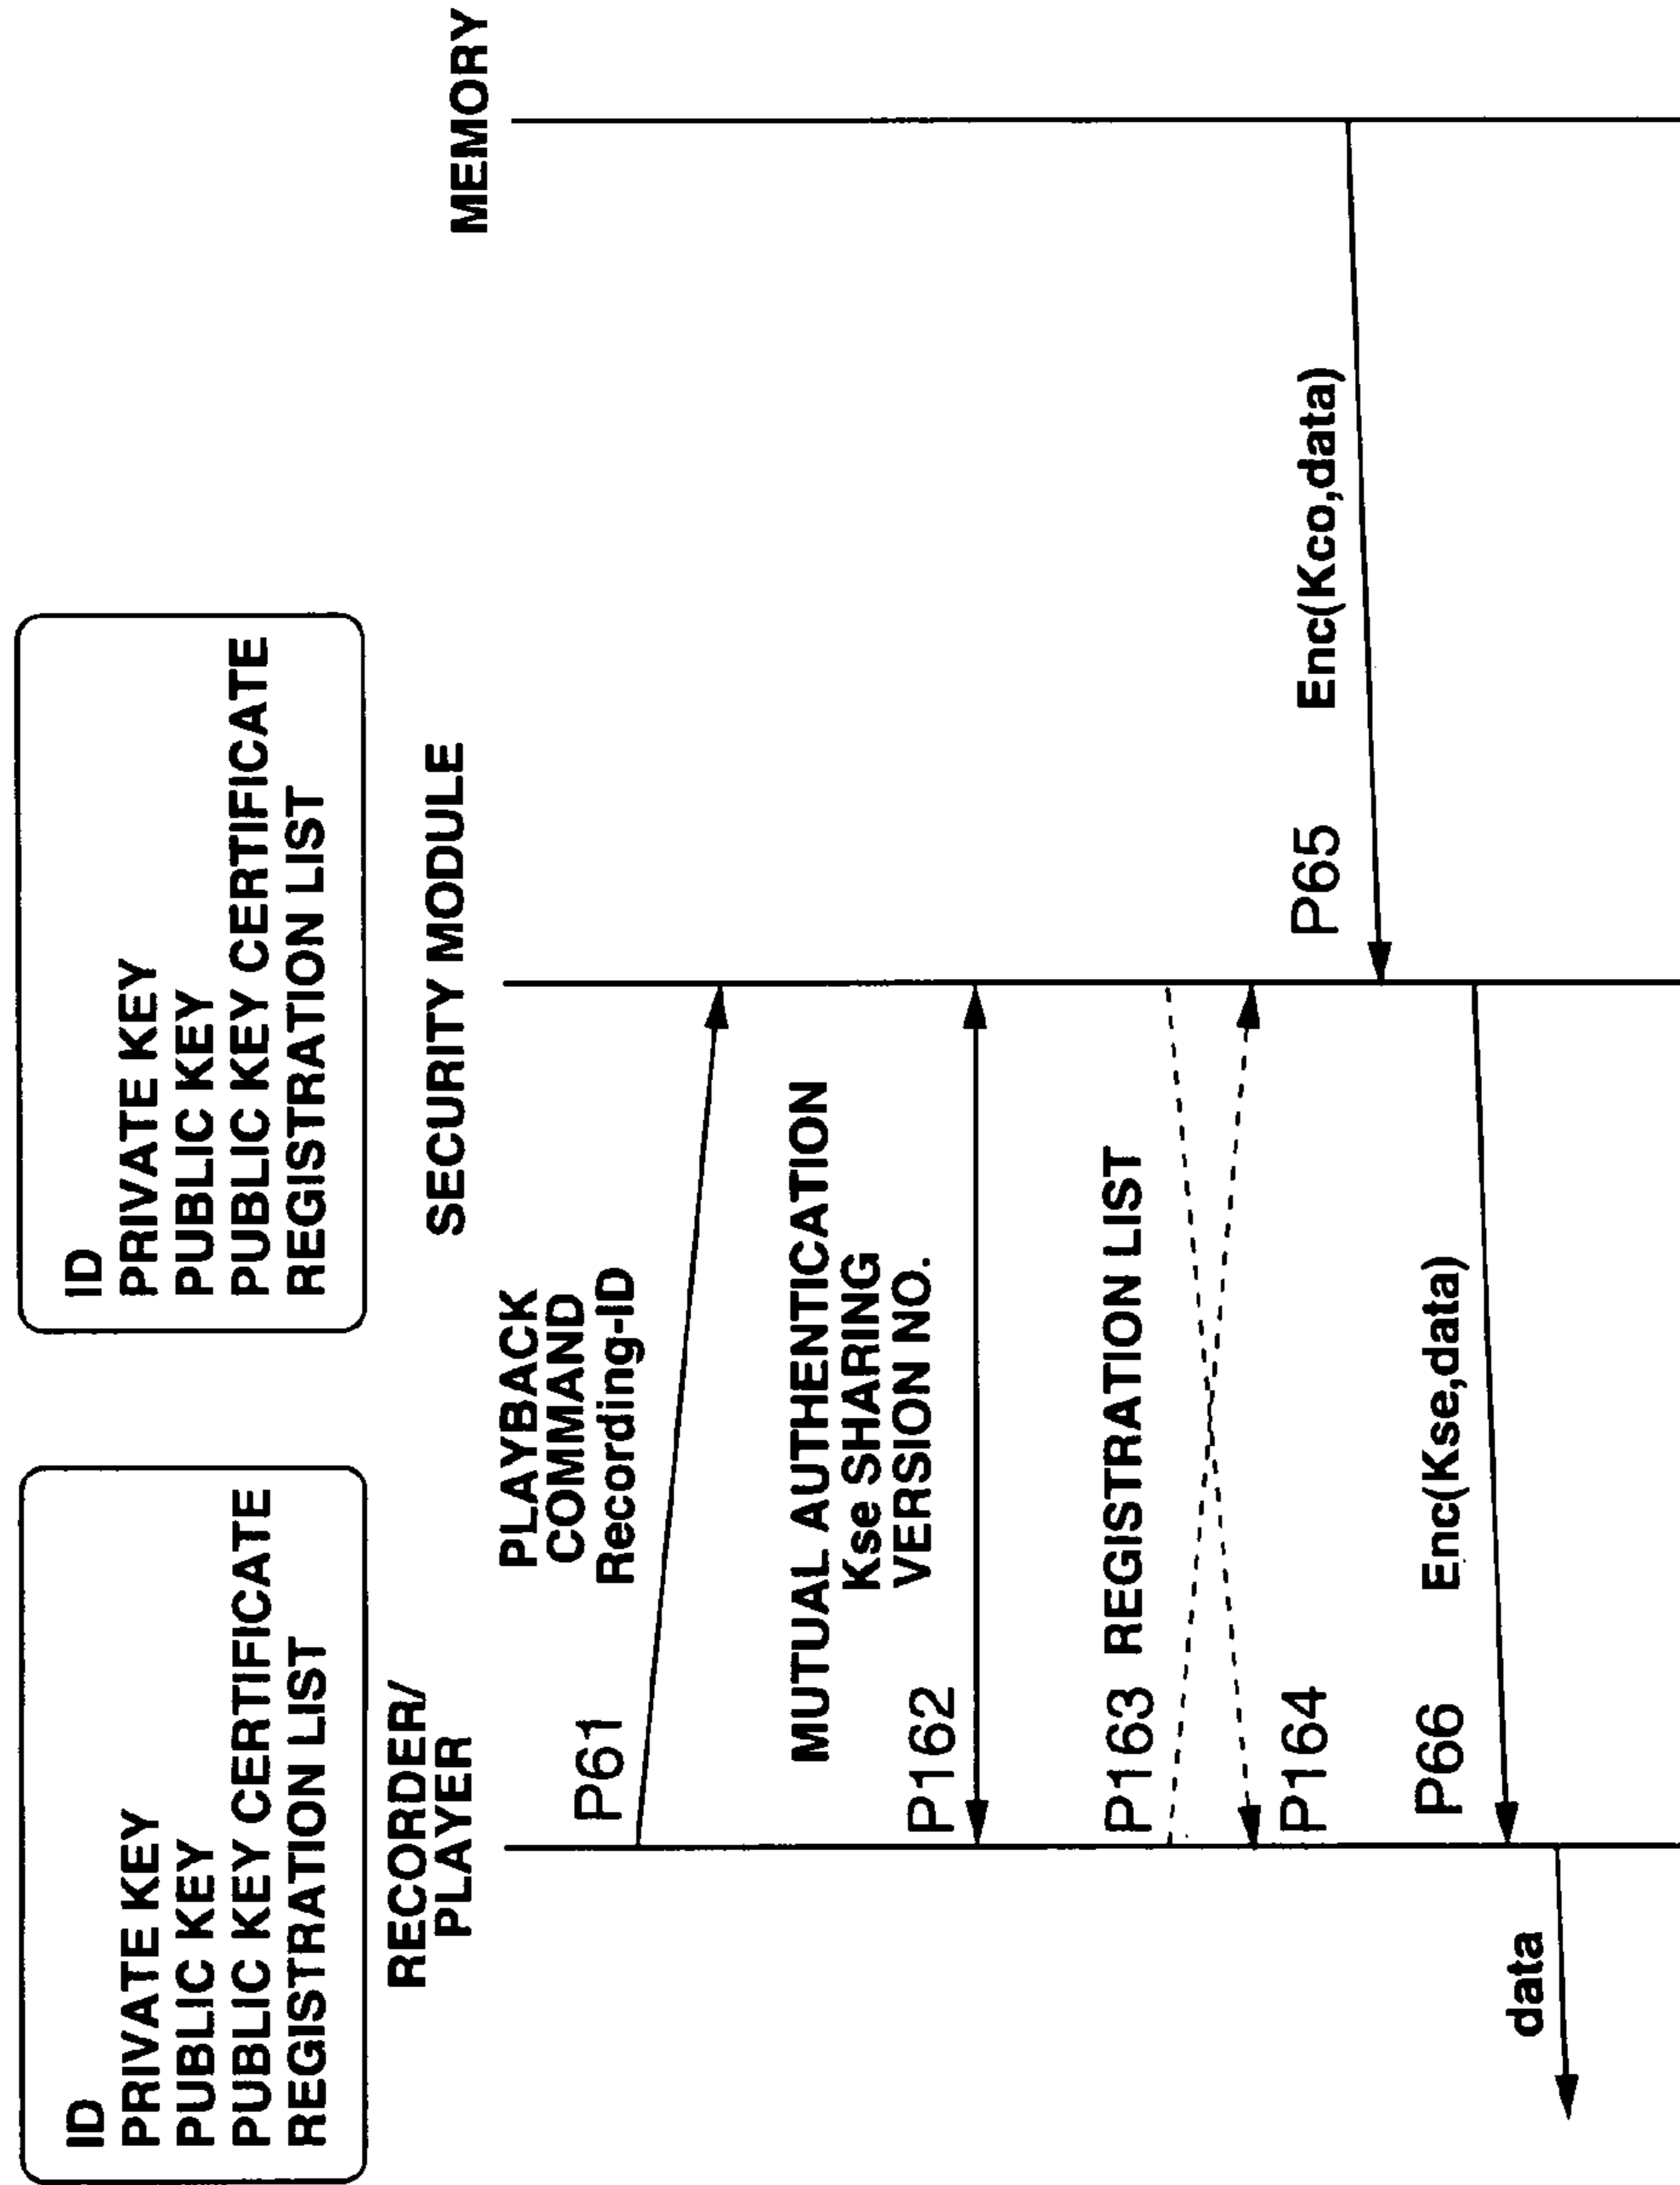 ID
PRIVATE KEY
PUBLIC KEY
PUBLIC KEY CERTIFICATE
REGISTRATION LIST
ID
PRIVATE KEY
PUBLIC KEY
PUBLIC KEY CERTIFICATE
REGISTRATION LIST
RECORDER/
PLAYER
SECURITY MODULE
MEMORY
PLAYBACK
COMMAND
Recording-ID
P61
MUTUAL AUTHENTICATION
Kse SHARING
VERSION NO.
P162
P163 REGISTRATION LIST
P164
P65
Enc(Kco,data)
P66
Enc(Kse,data)
data